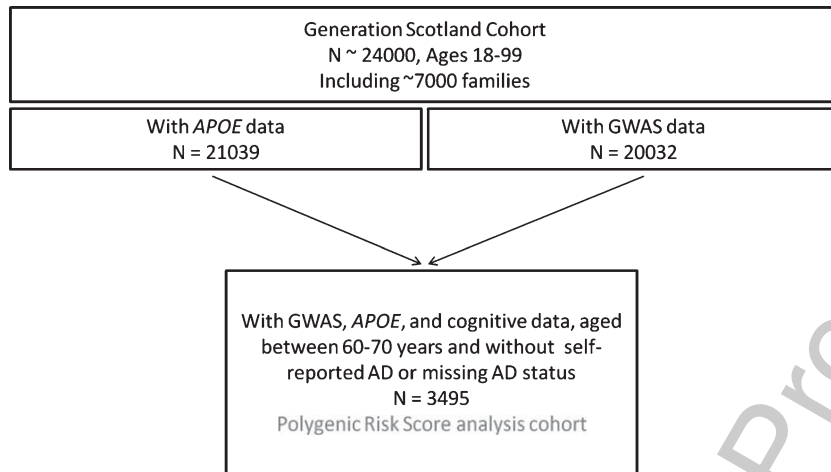 Generation Scotland Cohort
N ~ 24000, Ages 18-99
Including ~7000 families
With APOE data
N = 21039
With GWAS data
N = 20032
With GWAS, APOE, and cognitive data, aged
between 60-70 years and without self-
reported AD or missing AD status
N = 3495
Polygenic Risk Score analysis cohort
Pro